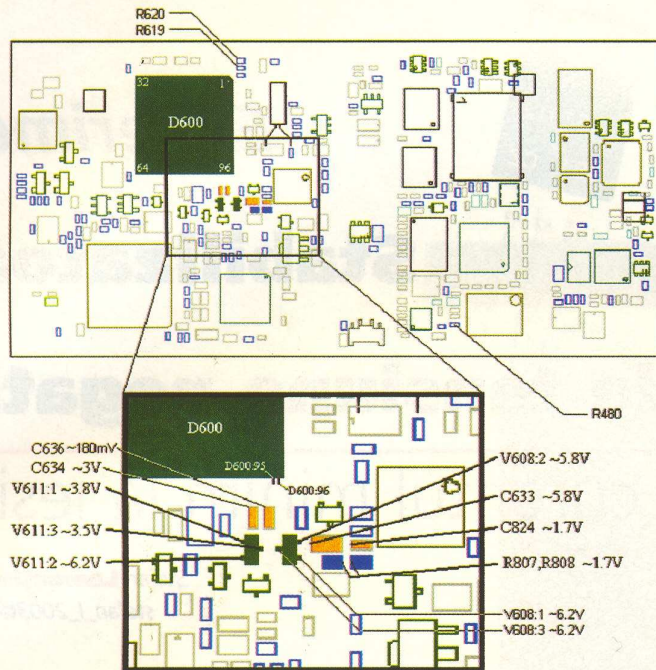 R620
R619
32
1
D600
64
96
R480
D600
D600:95
D600:96
C636 ~180mV
C634 ~3V
V611:1 ~3.8V
V611:3 ~3.5V
V611:2 ~6.2V
V608:2 ~5.8V
C633 ~5.8V
C824 ~1.7V
R807,R808 ~1.7V
V608:1 ~6.2V
V608:3 ~6.2V